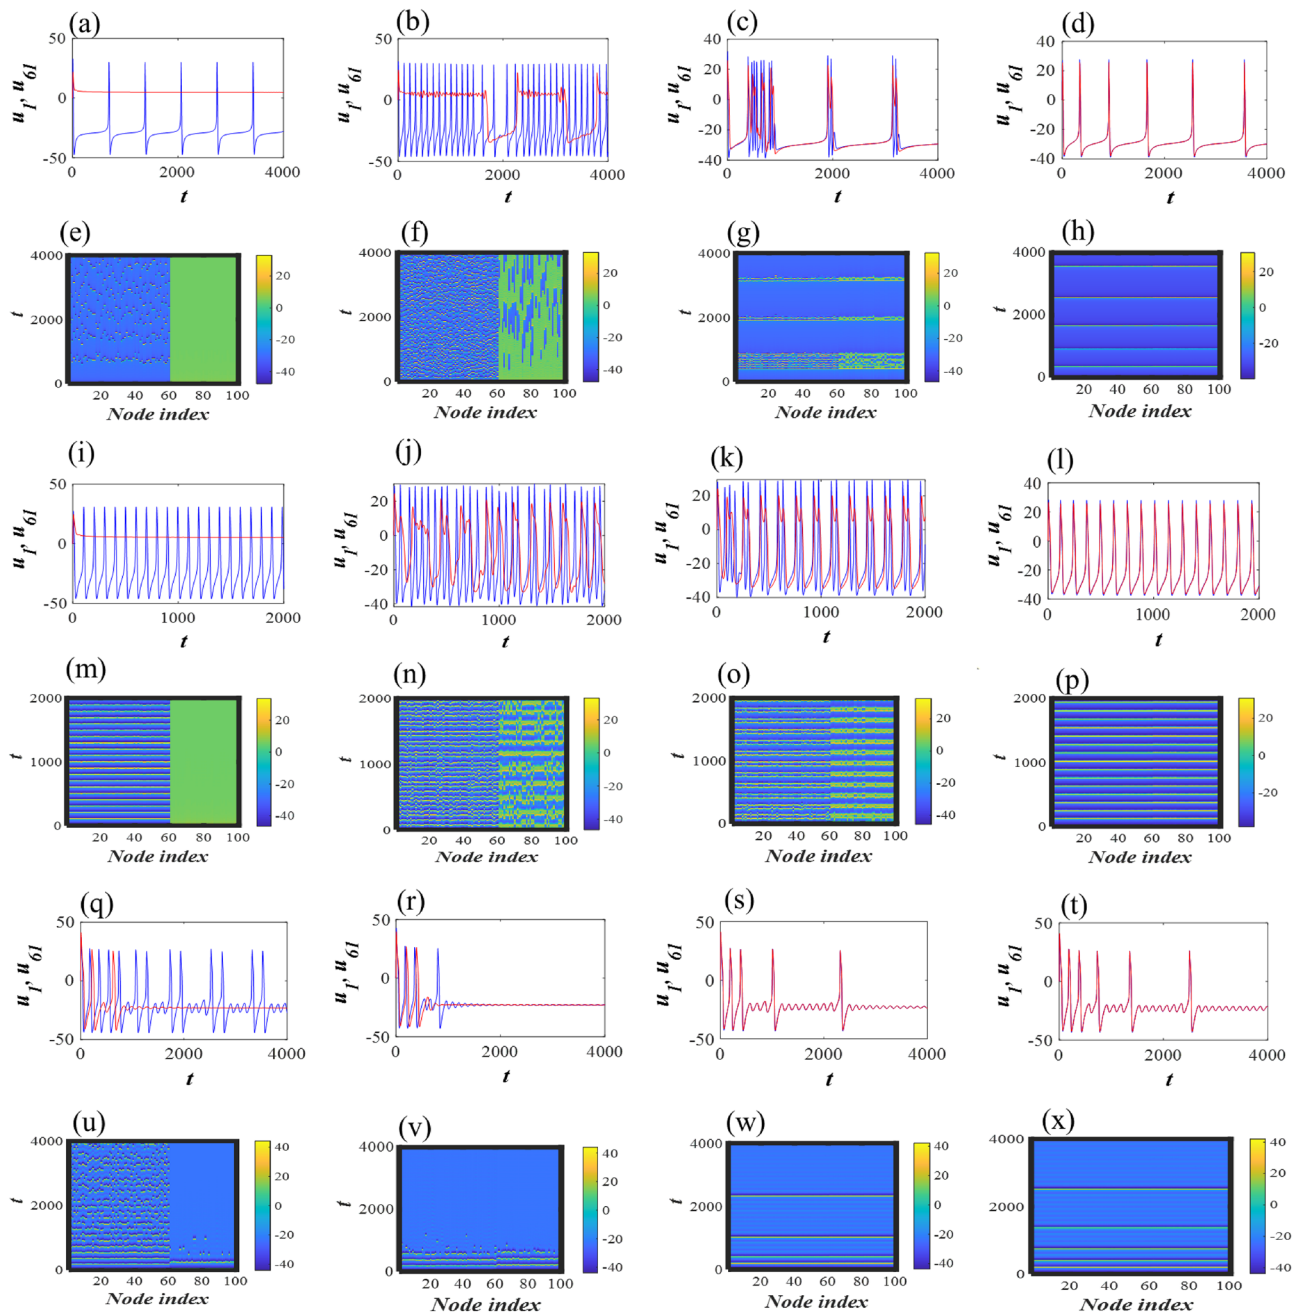 (a) (b) (c) (d)
50 50 40 40
u1, u61 0 u1, u61 0 u1, u61 20 0 -20 u1, u61 20 0 -20
-50 -50 -40 -40
0 2000 4000 0 2000 4000 0 2000 4000 0 2000 4000
t t t t
(e) (f) (g) (h)
4000 2000 0 t 20 0 -20 -40 4000 2000 0 t 20 0 -20 -40 4000 2000 0 t 20 0 -20 -40 4000 2000 0 t 20 0 -20
20 40 60 80 100 20 40 60 80 100 20 40 60 80 100 20 40 60 80 100
Node index Node index Node index Node index
(i) (j) (k) (l)
50 20 20 40
u1, u61 0 u1, u61 0 -20 u1, u61 0 -20 u1, u61 20 0 -20
-50 -40 -40 -40
0 1000 2000 0 1000 2000 0 1000 2000 0 1000 2000
t t t t
(m) (n) (o) (p)
2000 1000 0 t 20 0 -20 -40 2000 1000 0 t 20 0 -20 -40 2000 1000 0 t 20 0 -20 -40 2000 1000 0 t 20 0 -20
20 40 60 80 100 20 40 60 80 100 20 40 60 80 100 20 40 60 80 100
Node index Node index Node index Node index
(q) (r) (s) (t)
50 50 50 50
u1, u61 0 u1, u61 0 u1, u61 0 u1, u61 0
-50 -50 -50 -50
0 2000 4000 0 2000 4000 0 2000 4000 0 2000 4000
t t t t
(u) (v) (w) (x)
4000 2000 0 t 40 20 0 -20 -40 4000 2000 0 t 40 20 0 -20 -40 4000 2000 0 t 40 20 0 -20 -40 4000 2000 0 t 40 20 0 -20 -40
20 40 60 80 100 20 40 60 80 100 20 40 60 80 100 20 40 60 80 100
Node index Node index Node index Node index